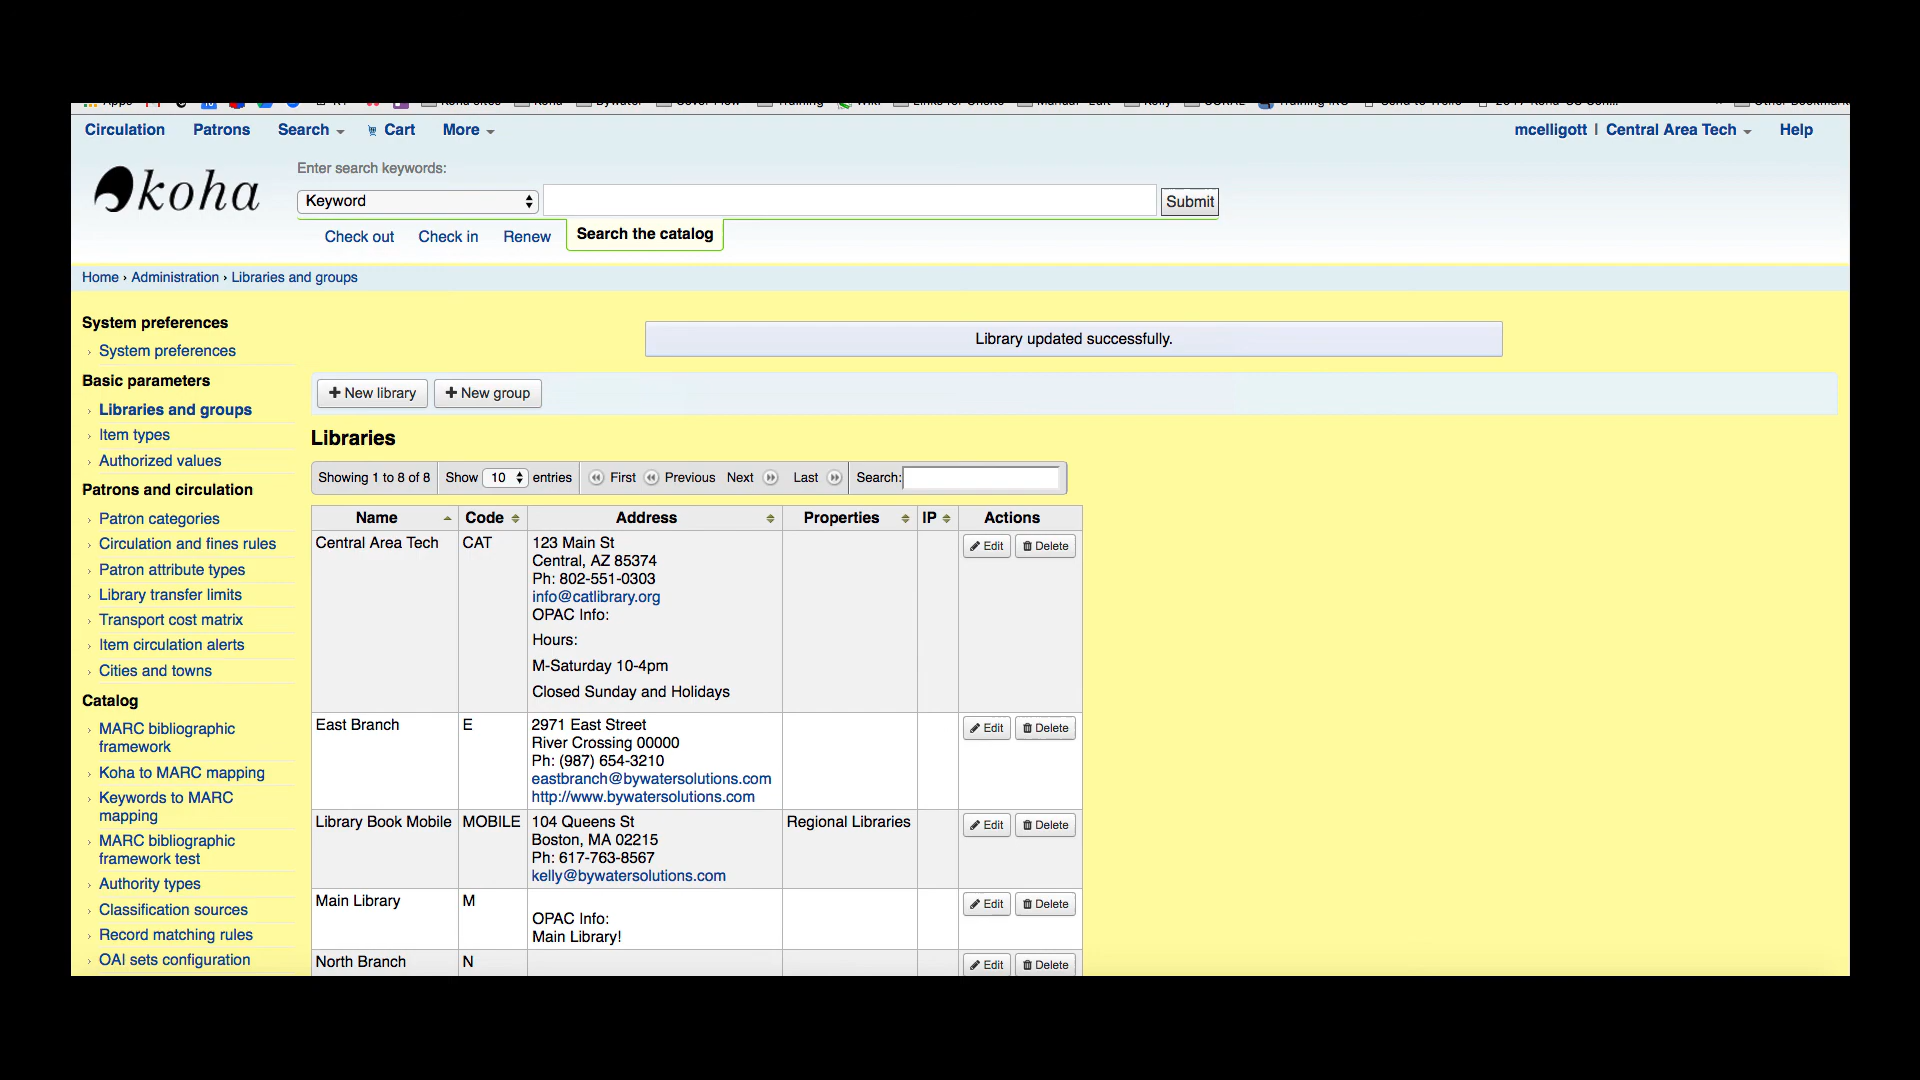 Circulation Patrons Search Cart More mcelligott | Central Area Tech Help
koha
Enter search keywords:
Keyword Submit
Check out Check in Renew Search the catalog
Home › Administration › Libraries and groups
System preferences
› System preferences
Basic parameters
› Libraries and groups
› Item types
› Authorized values
Patrons and circulation
› Patron categories
› Circulation and fines rules
› Patron attribute types
› Library transfer limits
› Transport cost matrix
› Item circulation alerts
› Cities and towns
Catalog
› MARC bibliographic
framework
› Koha to MARC mapping
› Keywords to MARC
mapping
› MARC bibliographic
framework test
› Authority types
› Classification sources
› Record matching rules
› OAI sets configuration
Library updated successfully.
+ New library + New group
Libraries
Showing 1 to 8 of 8 Show 10 entries First Previous Next Last Search:
Name Code Address Properties IP Actions
Central Area Tech CAT 123 Main St Edit Delete
Central, AZ 85374
Ph: 802-551-0303
info@catlibrary.org
OPAC Info:
Hours:
M-Saturday 10-4pm
Closed Sunday and Holidays
East Branch E 2971 East Street Edit Delete
River Crossing 00000
Ph: (987) 654-3210
eastbranch@bywatersolutions.com
http://www.bywatersolutions.com
Library Book Mobile MOBILE 104 Queens St Regional Libraries Edit Delete
Boston, MA 02215
Ph: 617-763-8567
kelly@bywatersolutions.com
Main Library M Edit Delete
OPAC Info:
Main Library!
North Branch N Edit Delete